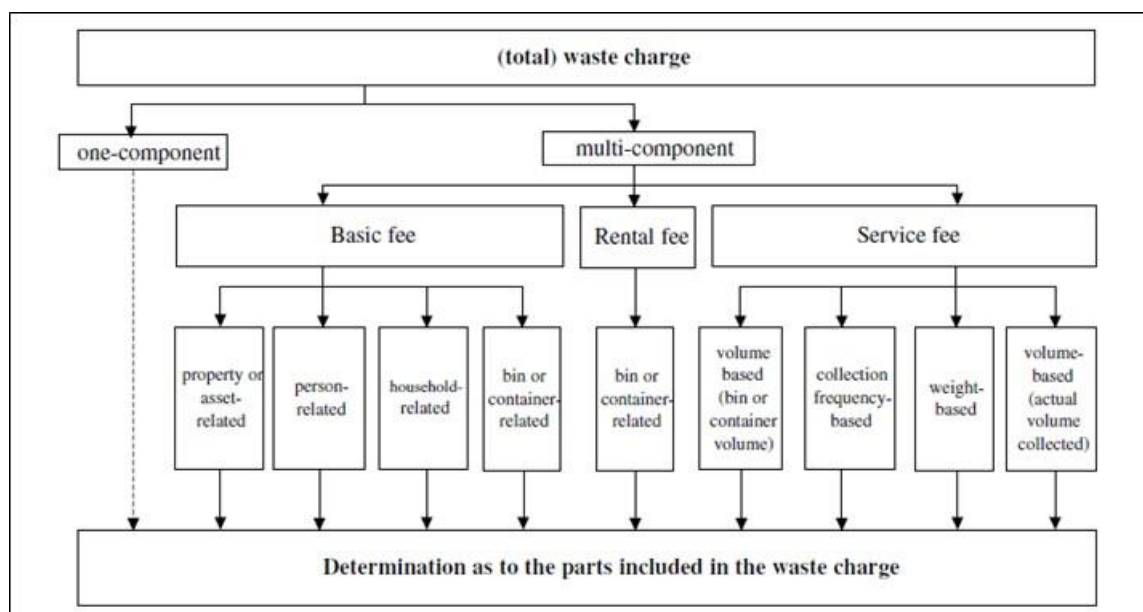 (total) waste charge
one-component
multi-component
Basic fee
Rental fee
Service fee
property or
asset-
related
person-
related
household-
related
bin or
container-
related
bin or
container-
related
volume
based
(bin or
container
volume)
collection
frequency-
based
weight-
based
volume-
based
(actual
volume
collected)
Determination as to the parts included in the waste charge